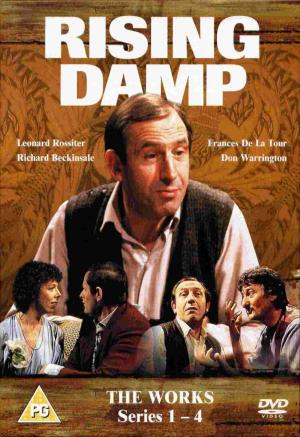 RISING
DAMP
Leonard Rossiter
Frances De La Tour
Richard Beckinsale
Don Warrington
PG
THE WORKS
Series 1 – 4
DVD
VIDEO